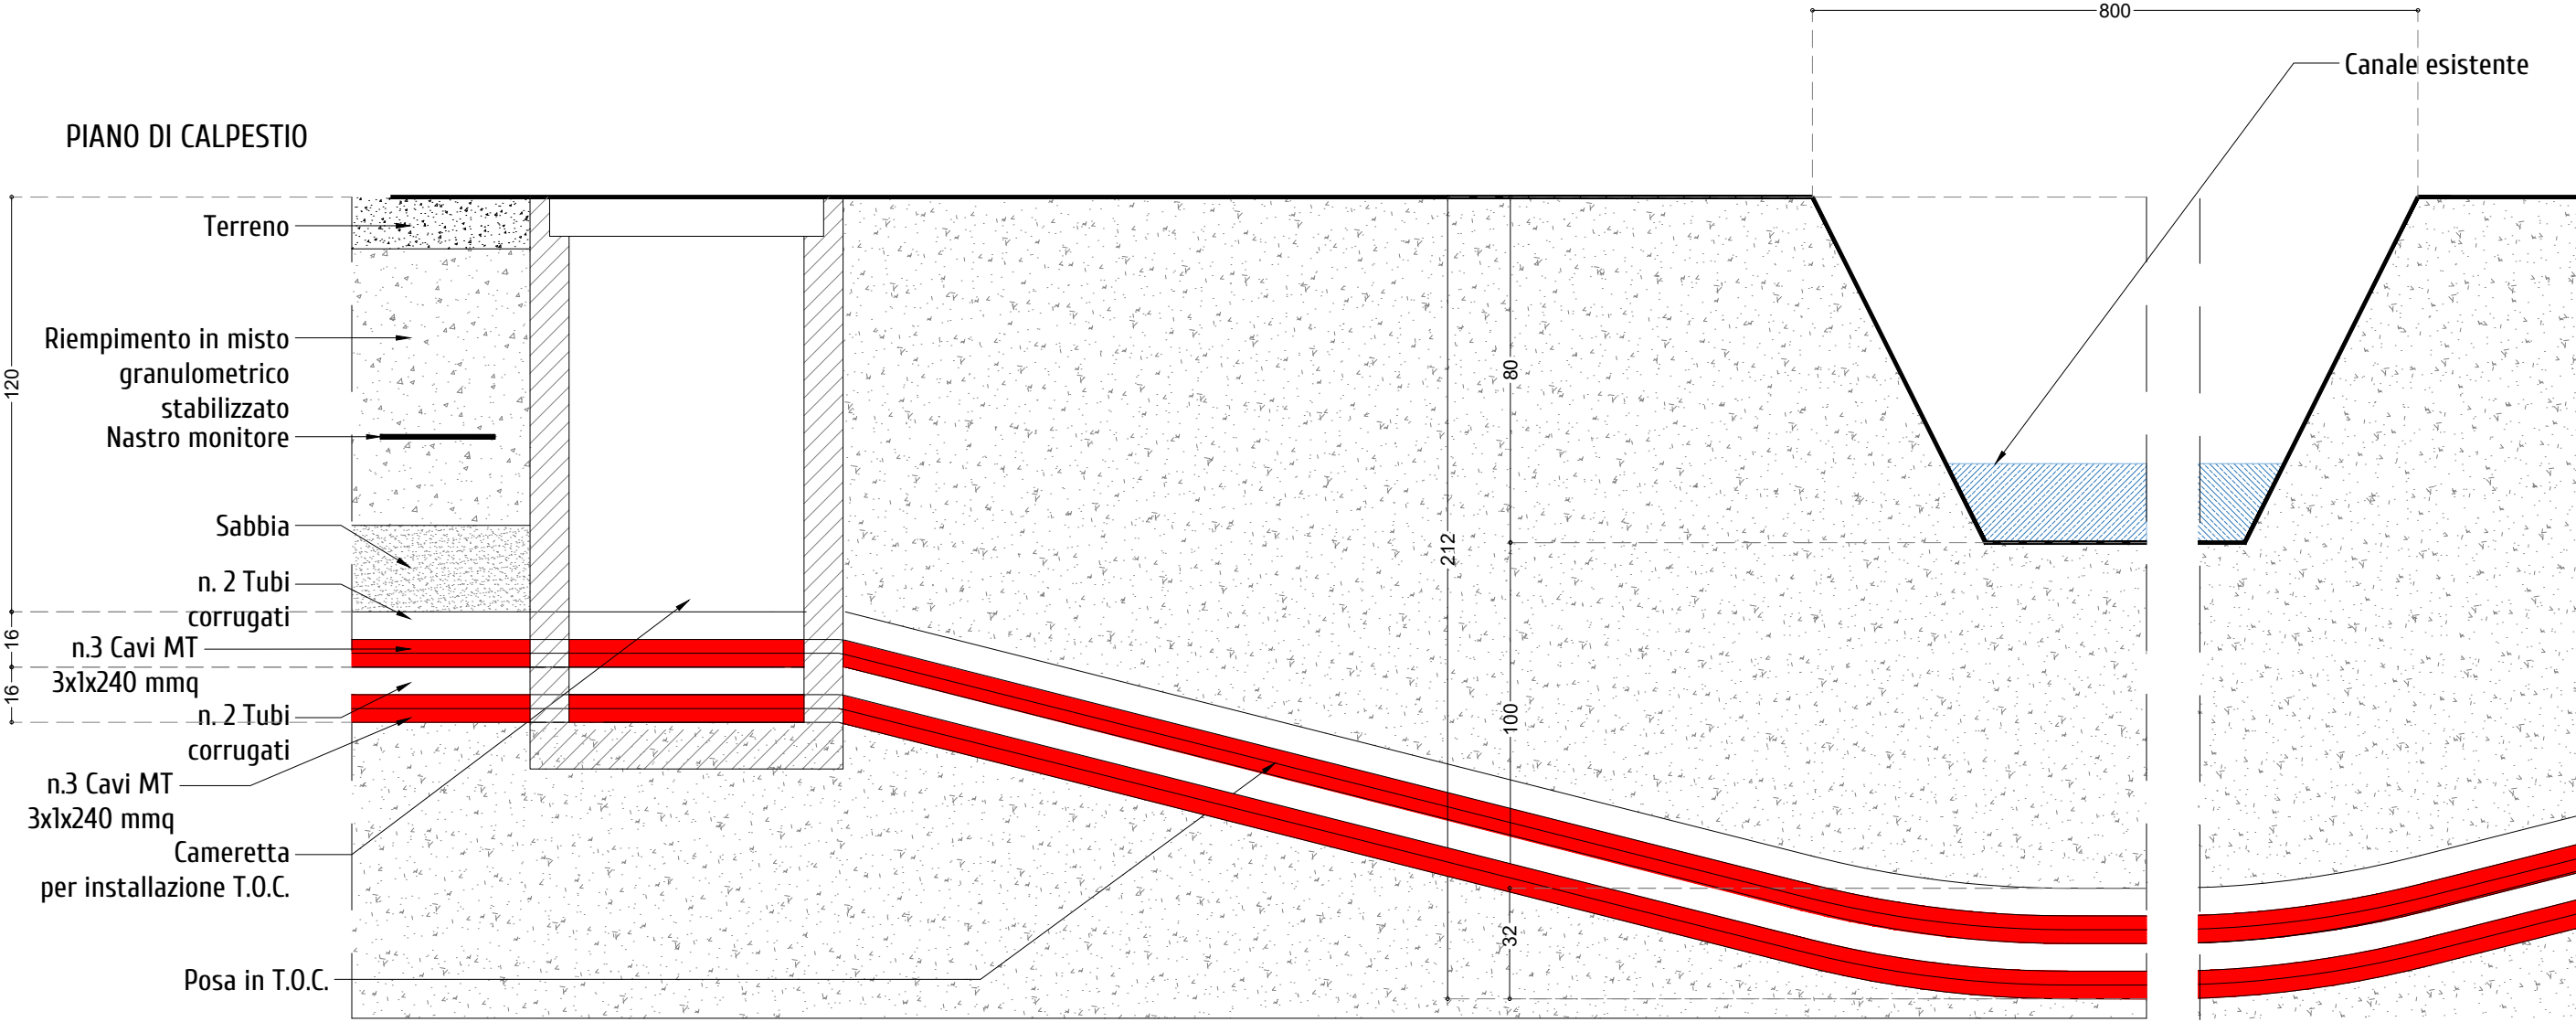 800
Canale esistente
PIANO DI CALPESTIO
Terreno
Riempimento in misto
granulometrico
stabilizzato
Nastro monitore
Sabbia
n. 2 Tubi
corrugati
n.3 Cavi MT
3x1x240 mmq
n. 2 Tubi
corrugati
n.3 Cavi MT
3x1x240 mmq
Cameretta
per installazione T.O.C.
Posa in T.O.C.
120
16
16
212
80
100
32